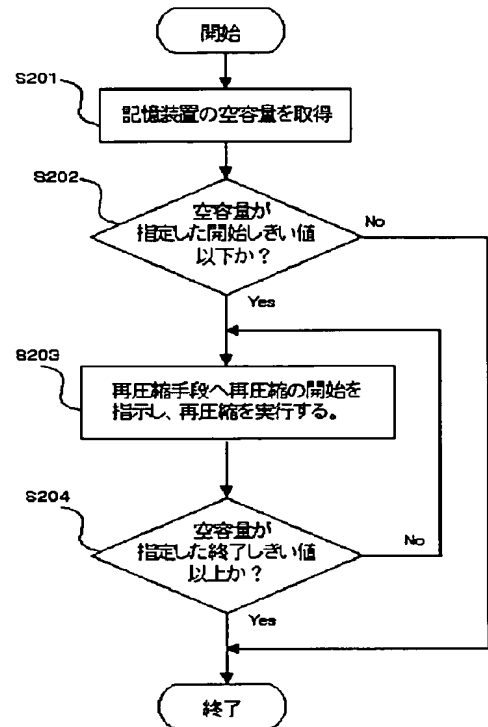 開始
S201
記憶装置の空容量を取得
S202
空容量が
指定した開始しきい値
以下か？
No
Yes
S203
再圧縮手段へ再圧縮の開始を
指示し、再圧縮を実行する。
S204
空容量が
指定した終了しきい値
以上か？
No
Yes
終了